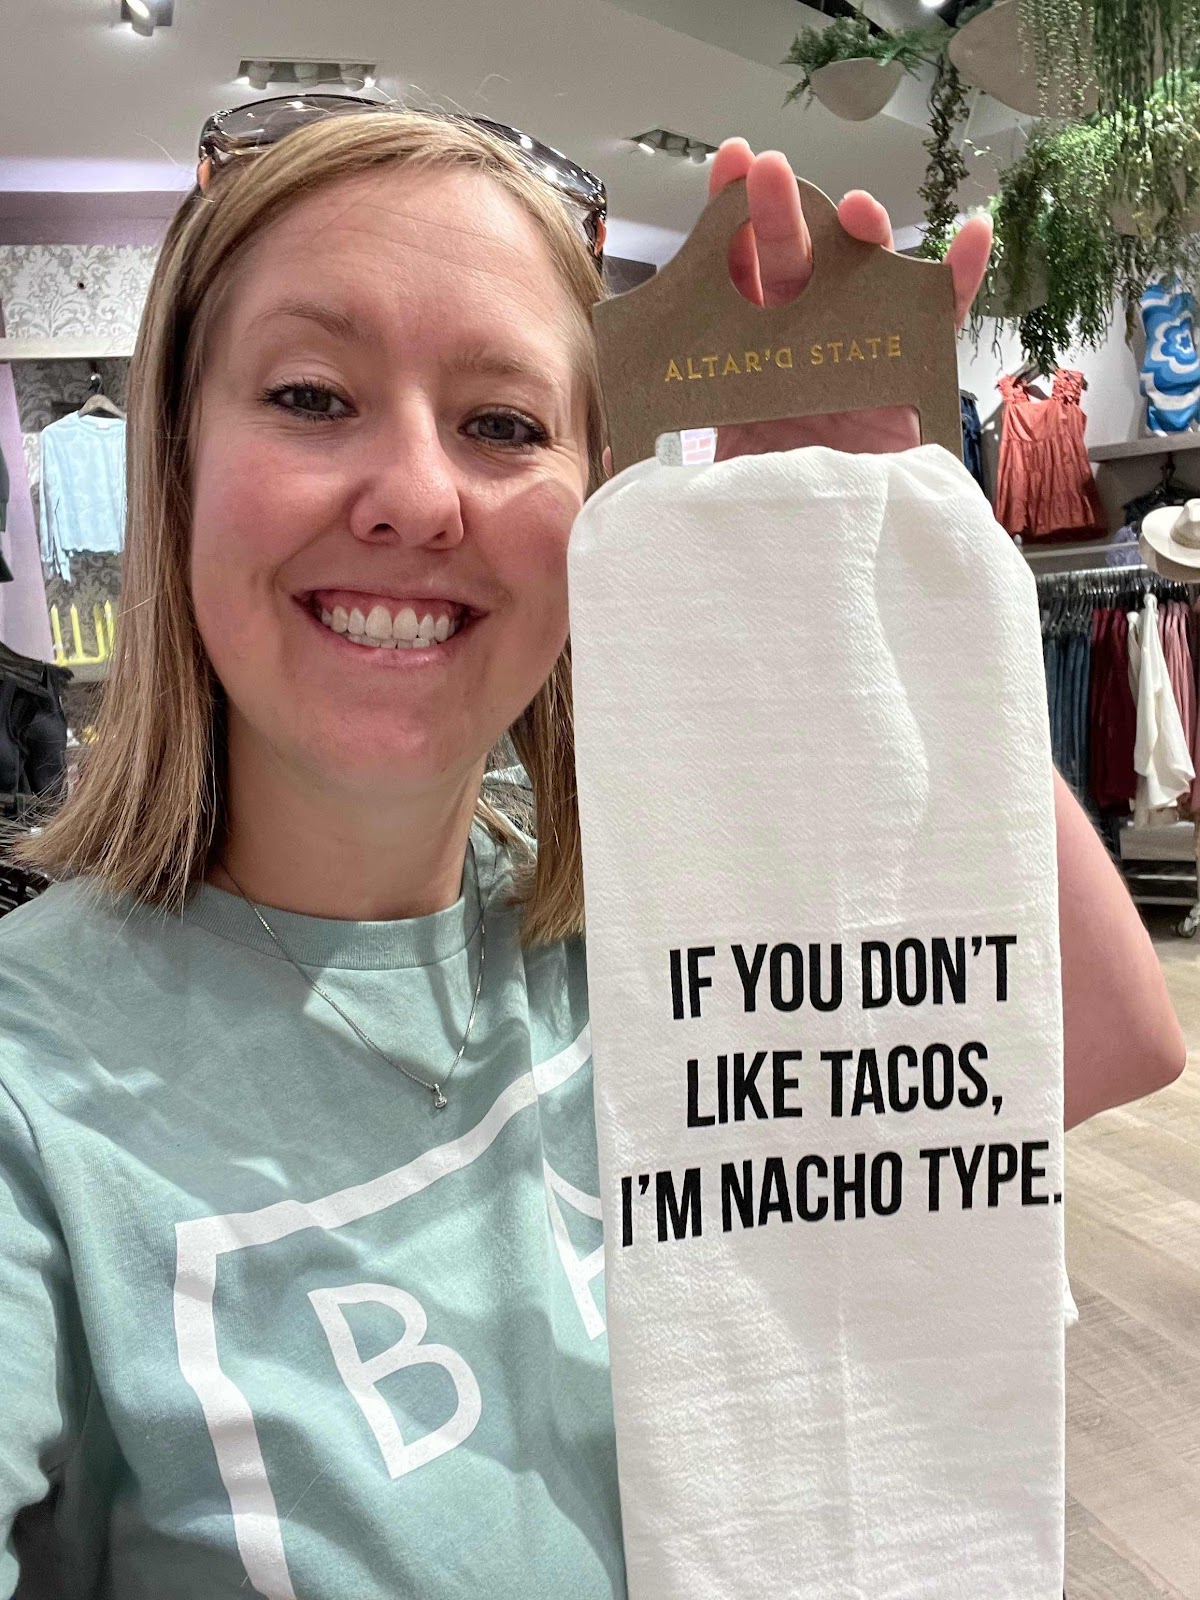 ALTAR'D STATE
IF YOU DON'T
LIKE TACOS,
I'M NACHO TYPE.
B A